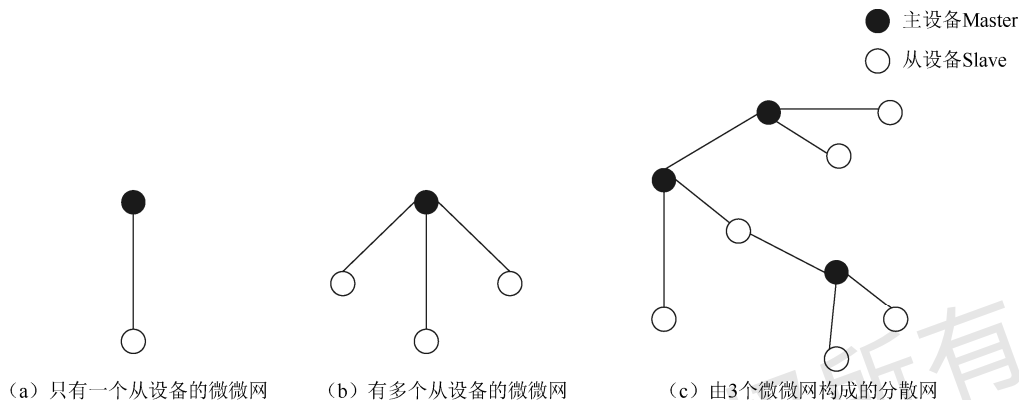 主设备Master
从设备Slave
（a）只有一个从设备的微微网
（b）有多个从设备的微微网
（c）由3个微微网构成的分散网
所有